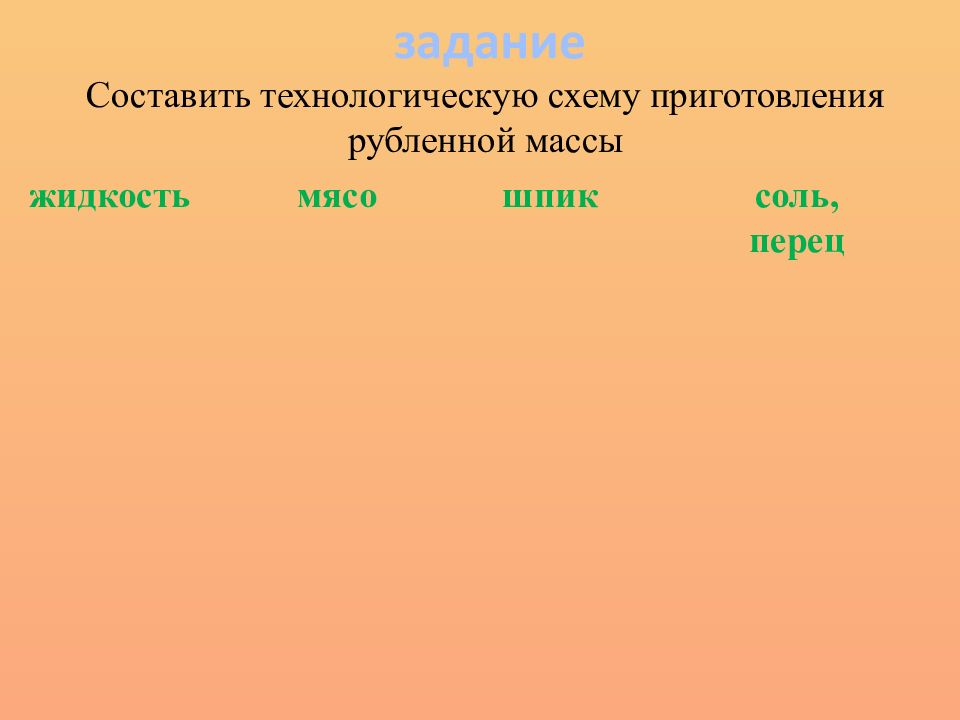 задание
Составить технологическую схему приготовления
рубленной массы
жидкость мясо шпик соль,
перец